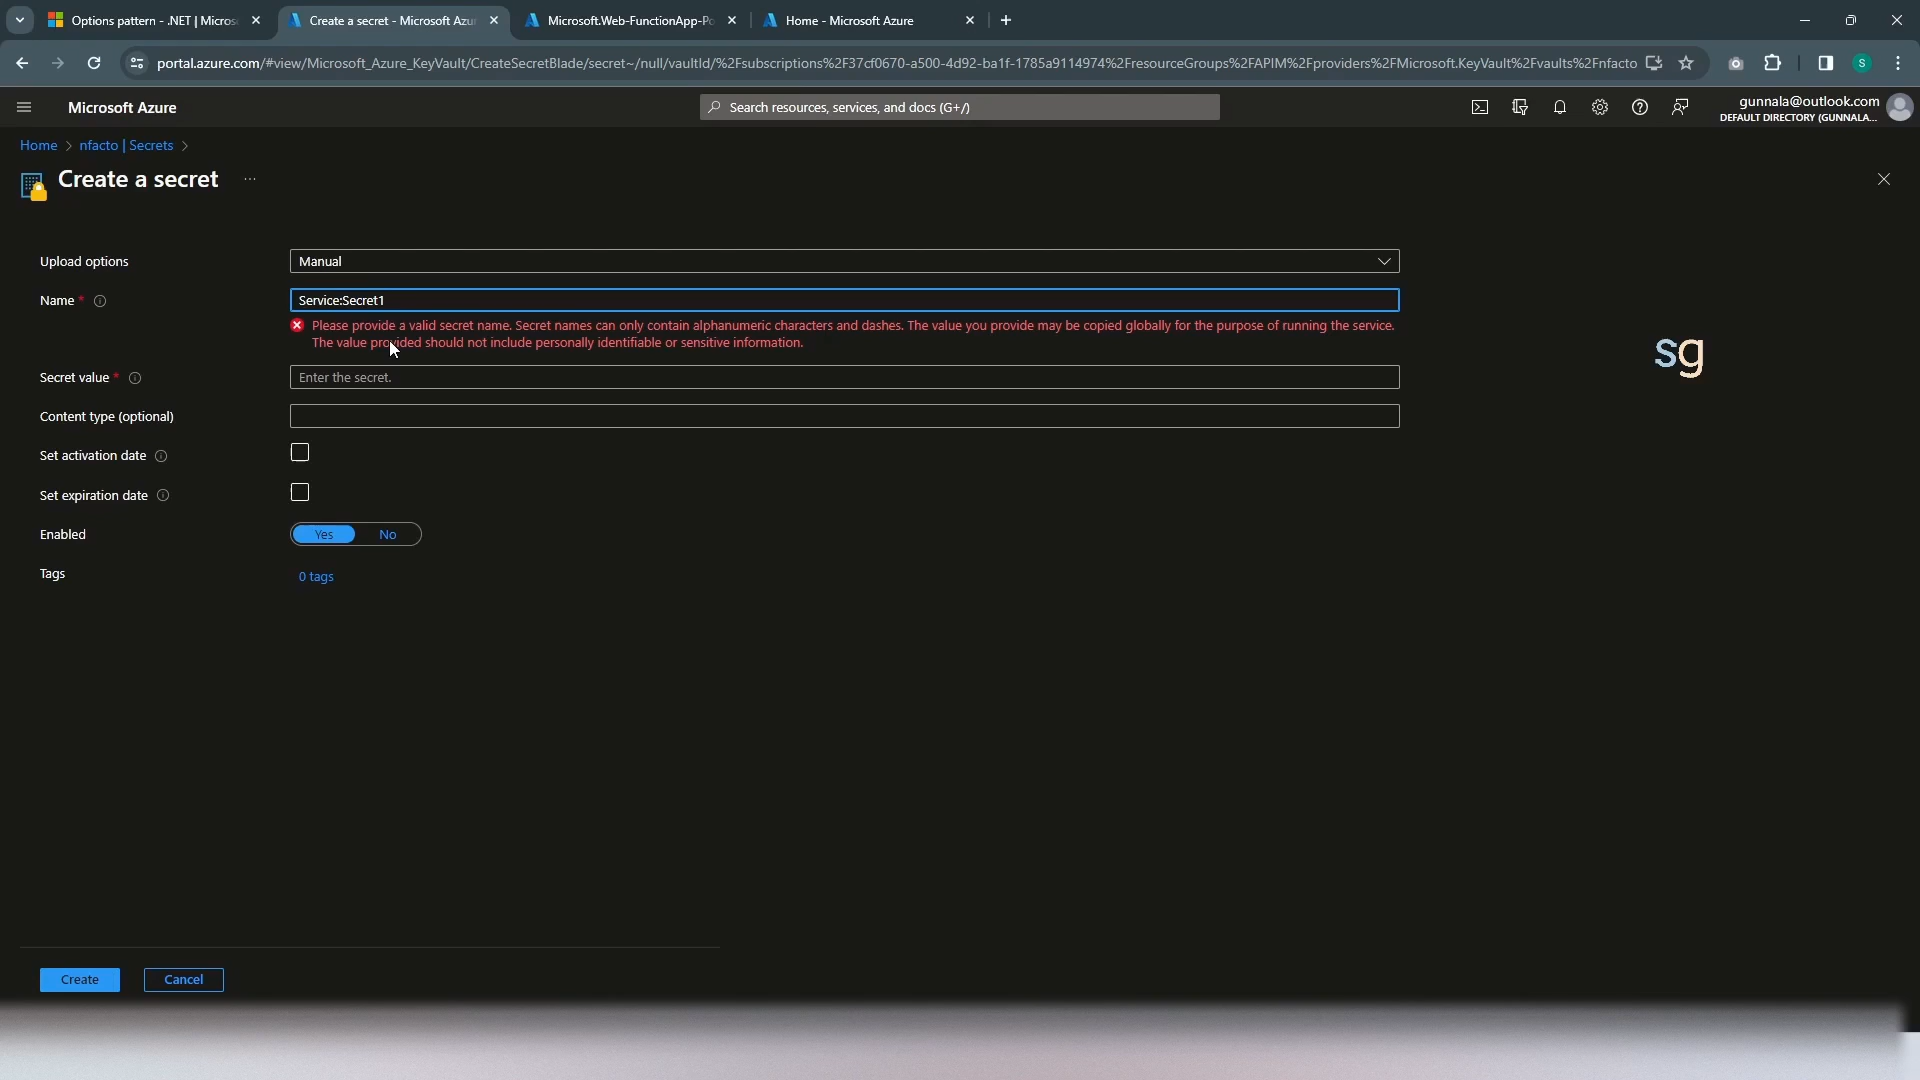 Options pattern - .NET | Micros
Create a secret - Microsoft Azu
Microsoft.Web-FunctionApp-Po
Home - Microsoft Azure
portal.azure.com/#view/Microsoft_Azure_KeyVault/CreateSecretBlade/secret~/null/vaultId/%2Fsubscriptions%2F37cf0670-a500-4d92-ba1f-1785a9114974%2FresourceGroups%2FAPIM%2Fproviders%2FMicrosoft.KeyVault%2Fvaults%2Fnfacto
S
Microsoft Azure
Search resources, services, and docs (G+/)
gunnala@outlook.com
DEFAULT DIRECTORY (GUNNALA...
Home > nfacto | Secrets >
Create a secret ...
Upload options
Manual
Name *
Service:Secret1
Please provide a valid secret name. Secret names can only contain alphanumeric characters and dashes. The value you provide may be copied globally for the purpose of running the service.
The value provided should not include personally identifiable or sensitive information.
sg
Secret value *
Enter the secret.
Content type (optional)
Set activation date
Set expiration date
Enabled
Yes No
Tags
0 tags
Create Cancel